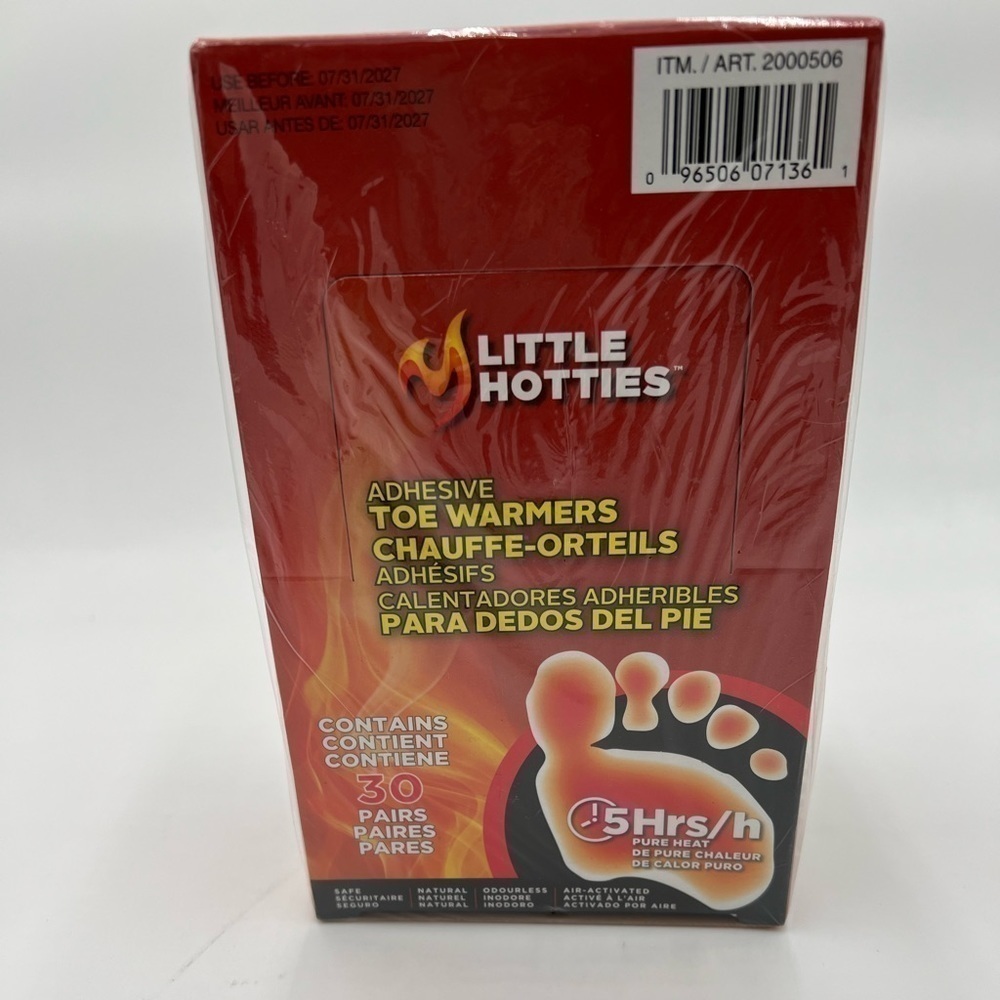 USE BEFORE: 07/31/2027
MEILLEUR AVANT: 07/31/2027
USAR ANTES DE: 07/31/2027
ITM. / ART. 2000506
0 96506 07136 1
LITTLE
HOTTIES™
ADHESIVE
TOE WARMERS
CHAUFFE-ORTEILS
ADHÉSIFS
CALENTADORES ADHERIBLES
PARA DEDOS DEL PIE
CONTAINS
CONTIENT
CONTIENE
30
PAIRS
PAIRES
PARES
5Hrs/h
PURE HEAT
DE PURE CHALEUR
DE CALOR PURO
SAFE
SÉCURITAIRE
SEGURO
NATURAL
NATUREL
NATURAL
ODOURLESS
INODORE
INODORO
AIR-ACTIVATED
ACTIVÉ À L'AIR
ACTIVADO POR AIRE